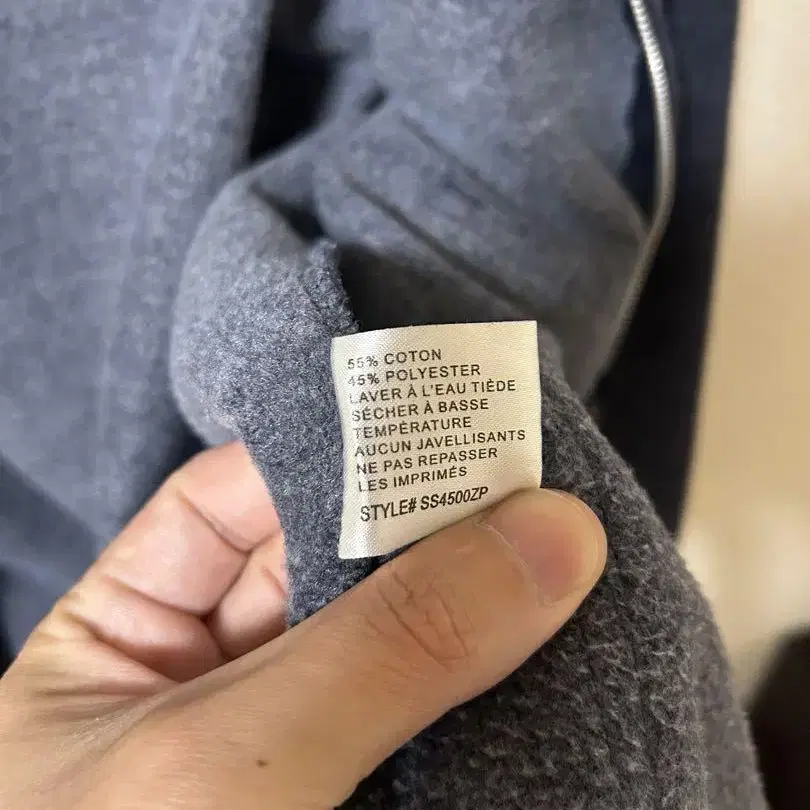 55% COTON
45% POLYESTER
LAVER À L'EAU TIÈDE
SÉCHER À BASSE
TEMPÉRATURE
AUCUN JAVELLISANTS
NE PAS REPASSER
LES IMPRIMÉS
STYLE# SS4500ZP